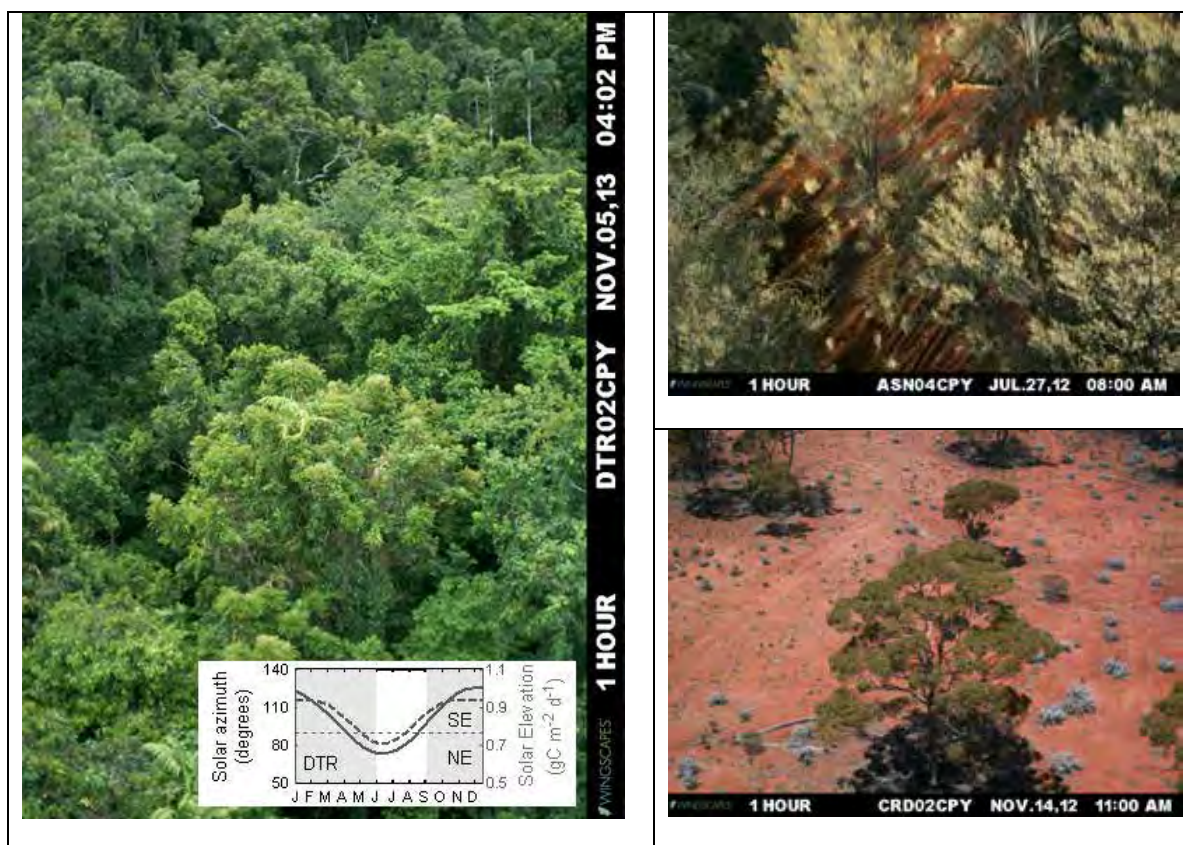 #WINGSCAPES' 1 HOUR DTR02CPY NOV.05,13 04:02 PM
Solar azimuth
(degrees)
140
110
80
50
1.1
0.9
0.7
0.5
SE
NE
DTR
J F M A M J J A S O N D
Solar Elevation
(gC m⁻² d⁻¹)
1 HOUR ASN04CPY JUL.27,12 08:00 AM
1 HOUR CRD02CPY NOV.14,12 11:00 AM